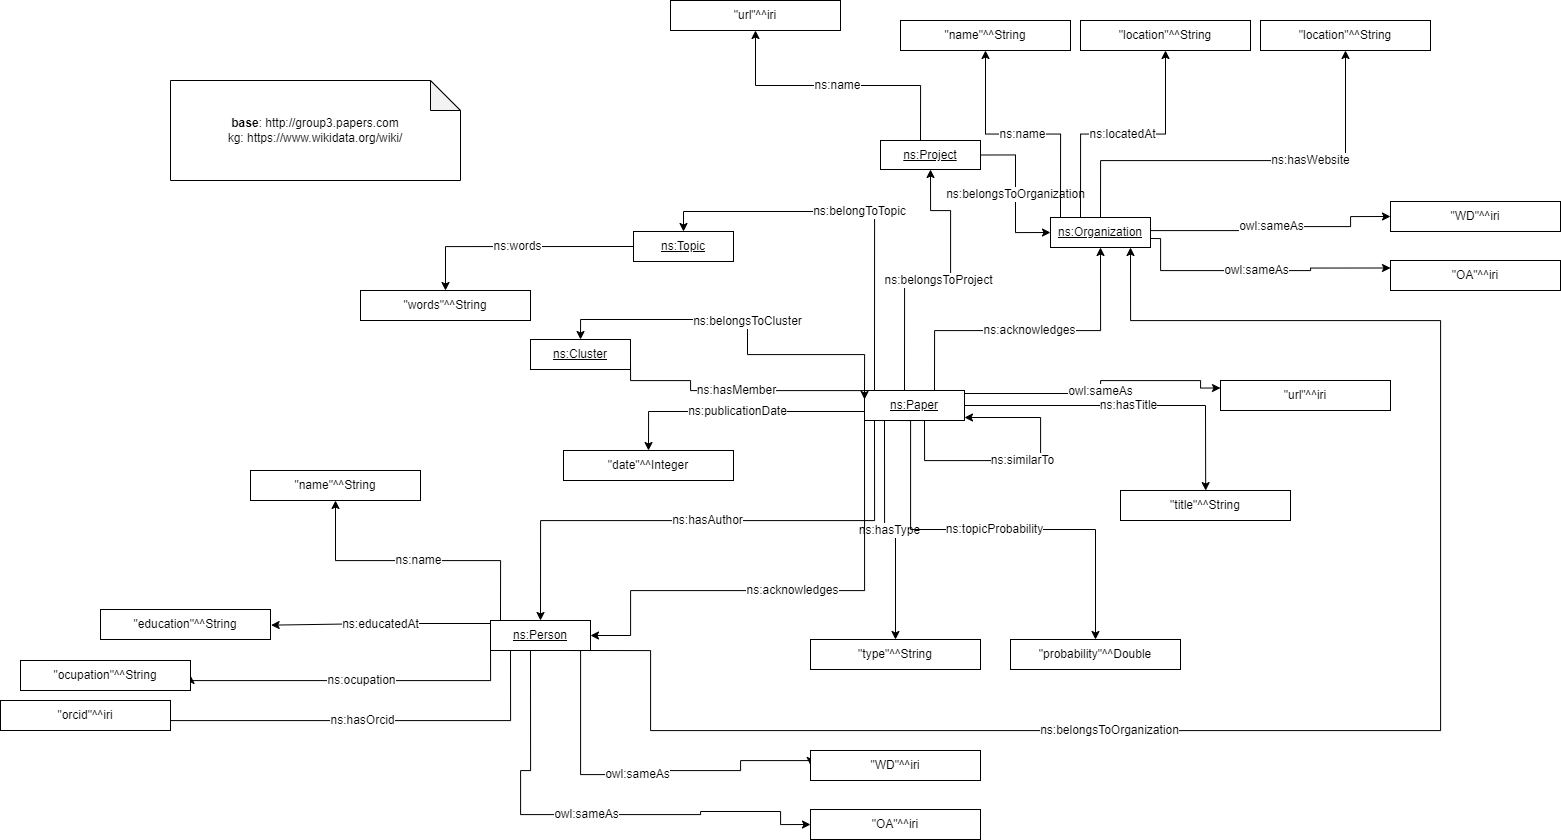 "url"^^iri
"name"^^String
"location"^^String
"location"^^String
ns:name
base: http://group3.papers.com
kg: https://www.wikidata.org/wiki/
ns:name
ns:locatedAt
ns:Project
ns:hasWebsite
ns:belongsToOrganization
ns:belongToTopic
"WD"^^iri
owl:sameAs
ns:Organization
ns:words
ns:Topic
owl:sameAs
"OA"^^iri
ns:belongsToProject
"words"^^String
ns:belongsToCluster
ns:acknowledges
ns:Cluster
ns:hasMember
owl:sameAs
"url"^^iri
ns:Paper
ns:hasTitle
ns:publicationDate
"date"^^Integer
ns:similarTo
"name"^^String
"title"^^String
ns:hasAuthor
ns:hasType
ns:topicProbability
ns:name
ns:acknowledges
"education"^^String
ns:educatedAt
ns:Person
"type"^^String
"probability"^^Double
"ocupation"^^String
ns:ocupation
"orcid"^^iri
ns:hasOrcid
ns:belongsToOrganization
owl:sameAs
"WD"^^iri
owl:sameAs
"OA"^^iri